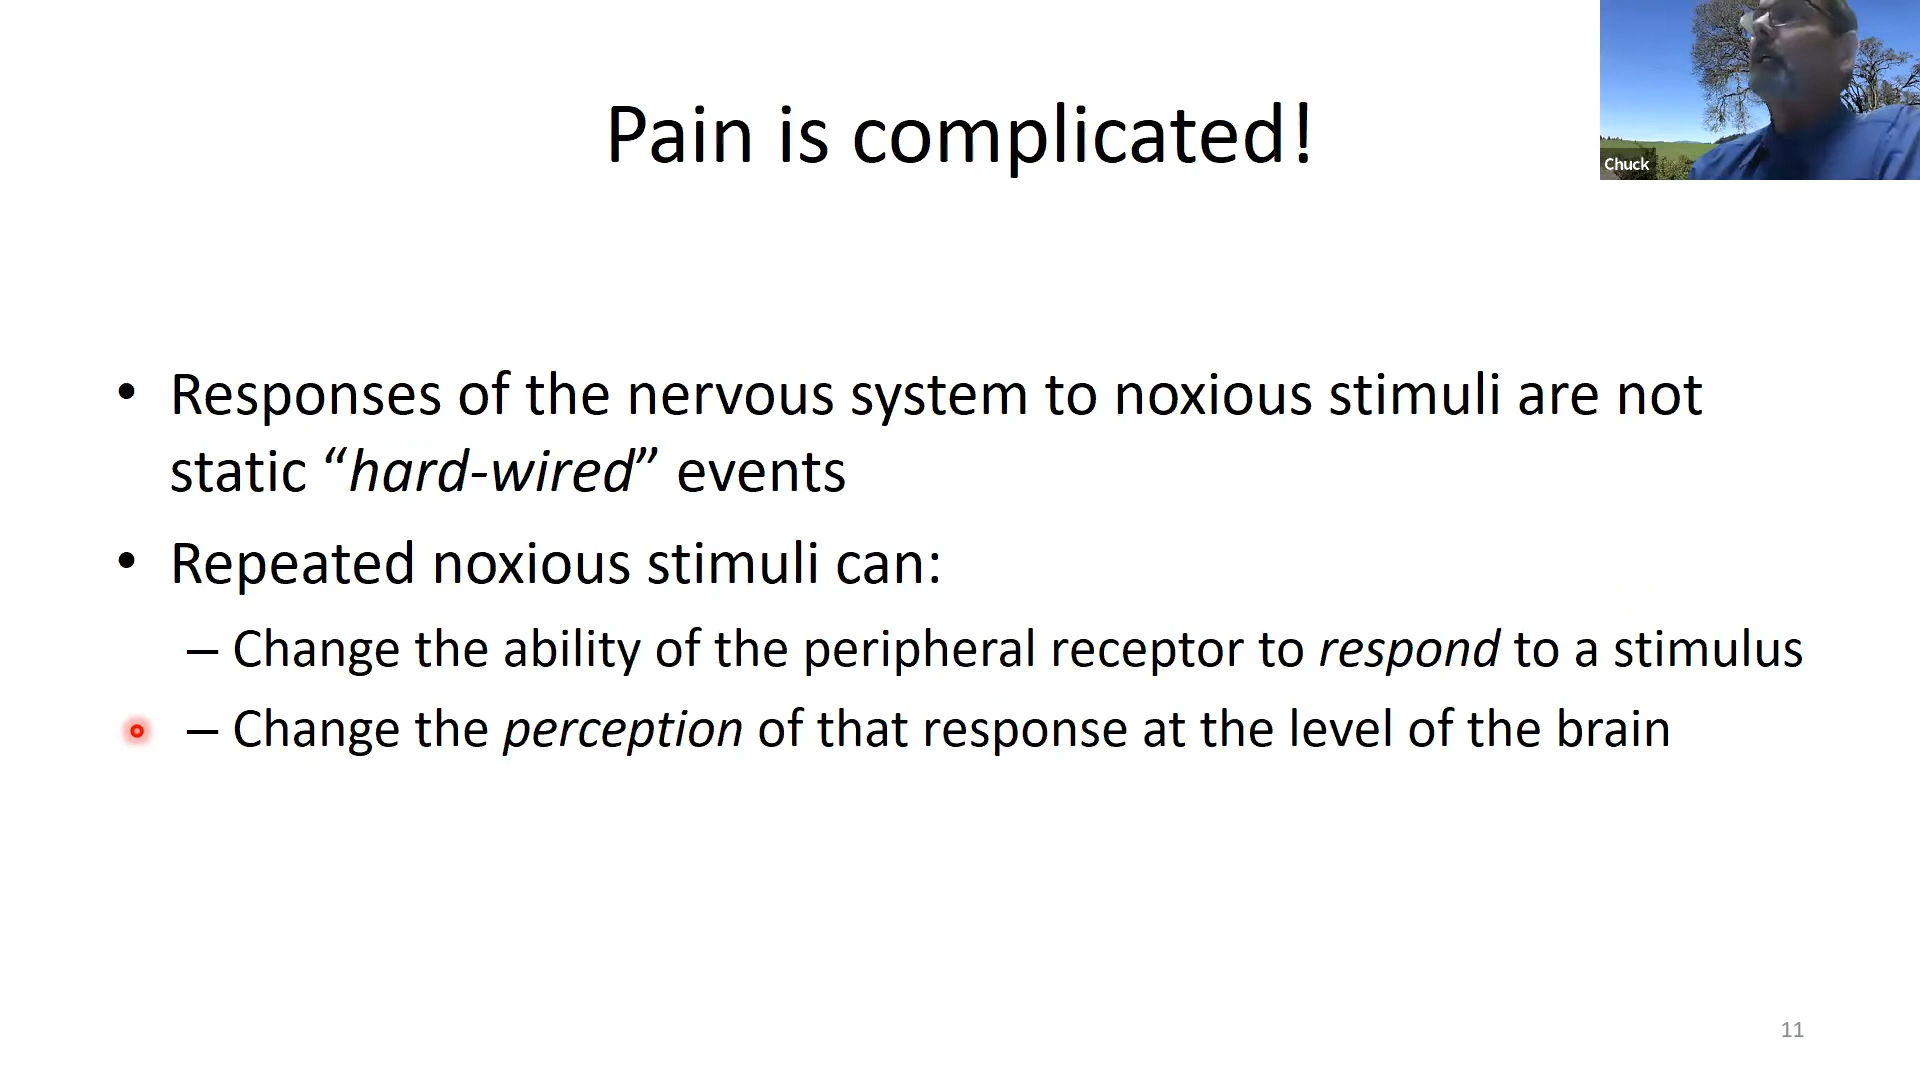 Pain is complicated!
Chuck
• Responses of the nervous system to noxious stimuli are not
static “hard-wired” events
• Repeated noxious stimuli can:
– Change the ability of the peripheral receptor to respond to a stimulus
– Change the perception of that response at the level of the brain
11